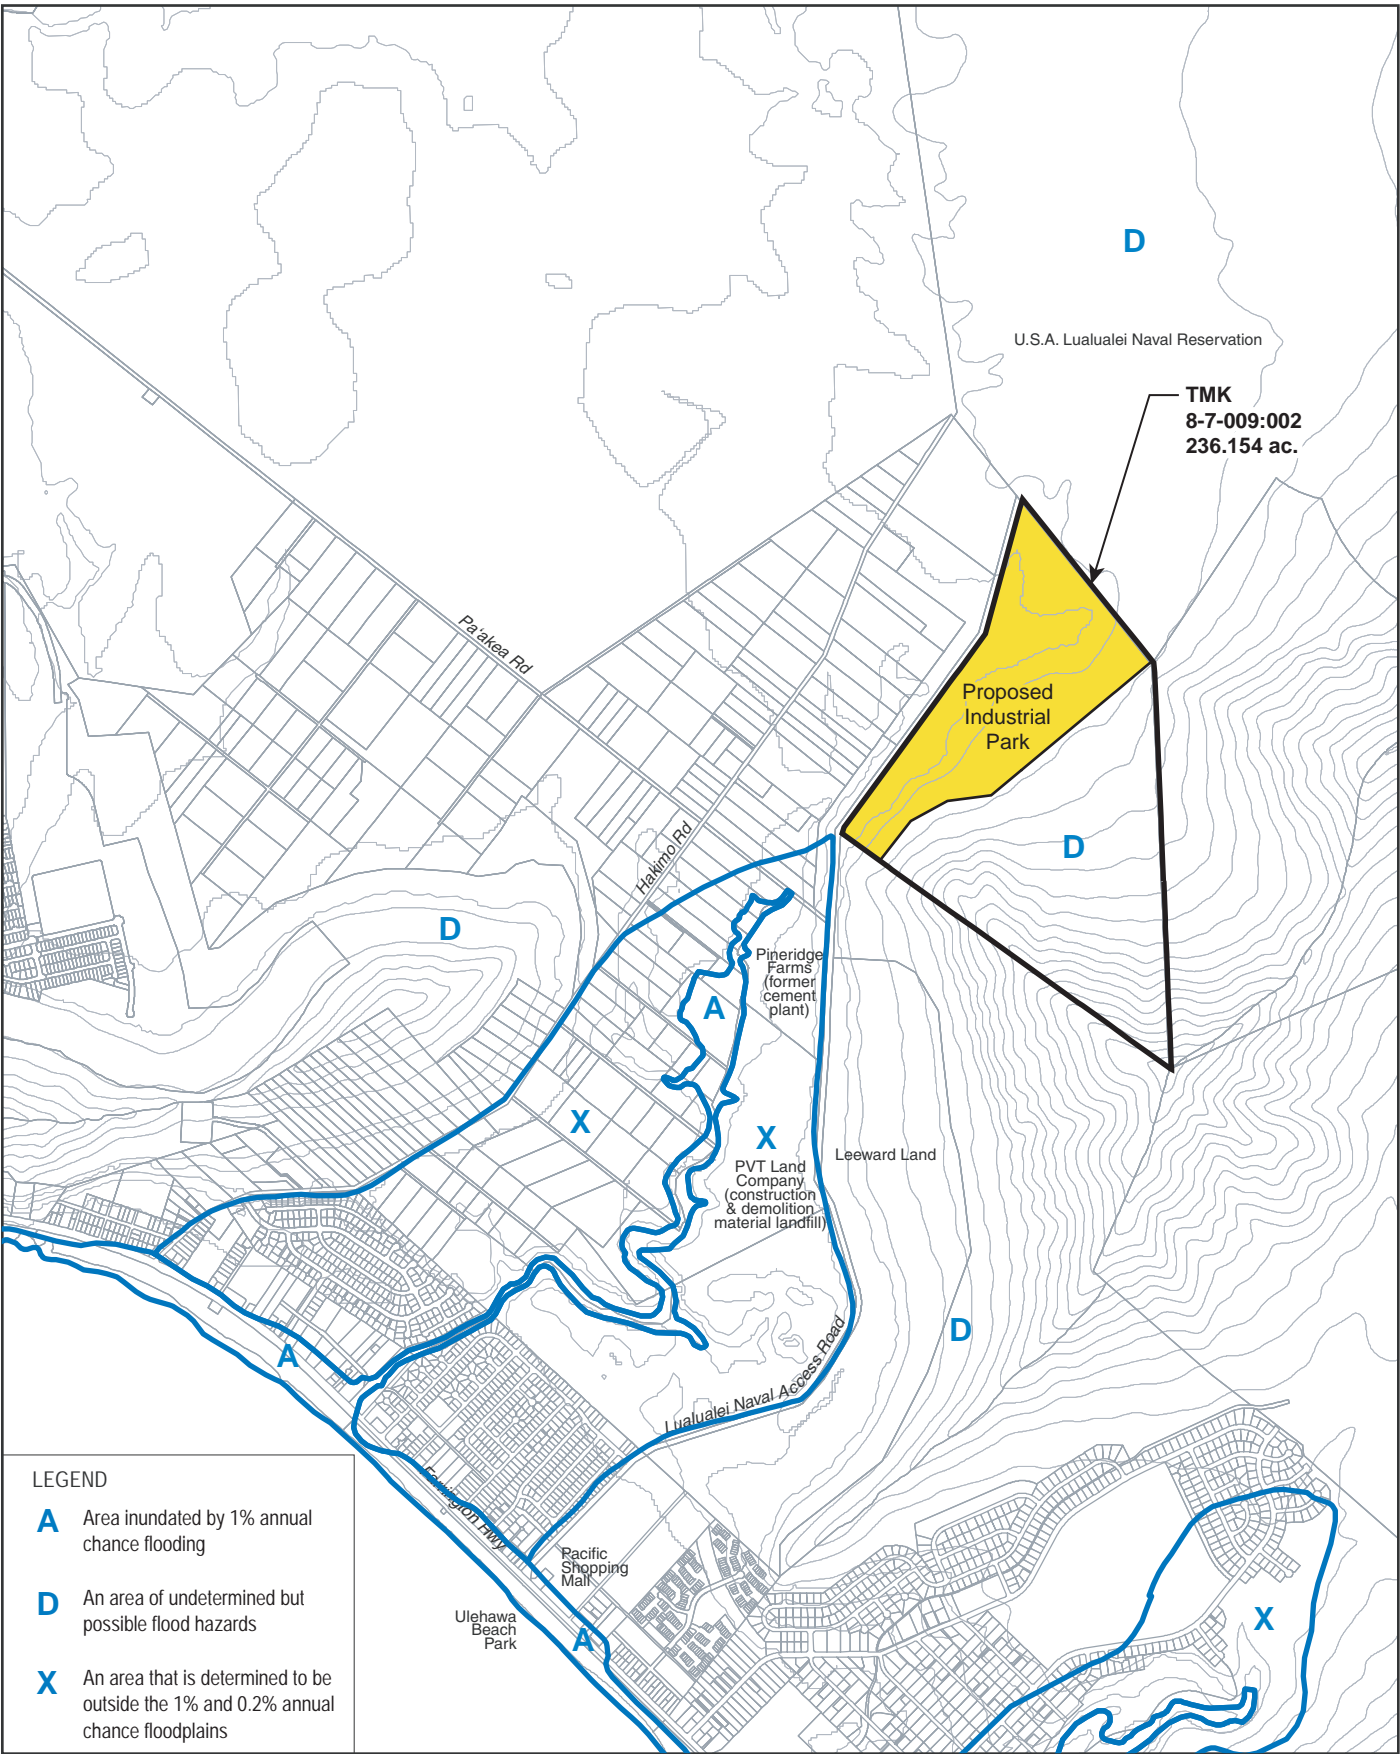 D
U.S.A. Lualualei Naval Reservation
TMK
8-7-009:002
236.154 ac.
Pa'akea Rd
Proposed
Industrial
Park
Hakimo Rd
D
D
Pineridge
Farms
(former
cement
plant)
A
X
X
PVT Land
Company
(construction
& demolition
material landfill)
Leeward Land
D
A
Lualualei Naval Access Road
Farrington Hwy
Pacific
Shopping
Mall
Ulehawa
Beach
Park
A
X
LEGEND
A Area inundated by 1% annual
chance flooding
D An area of undetermined but
possible flood hazards
X An area that is determined to be
outside the 1% and 0.2% annual
chance floodplains